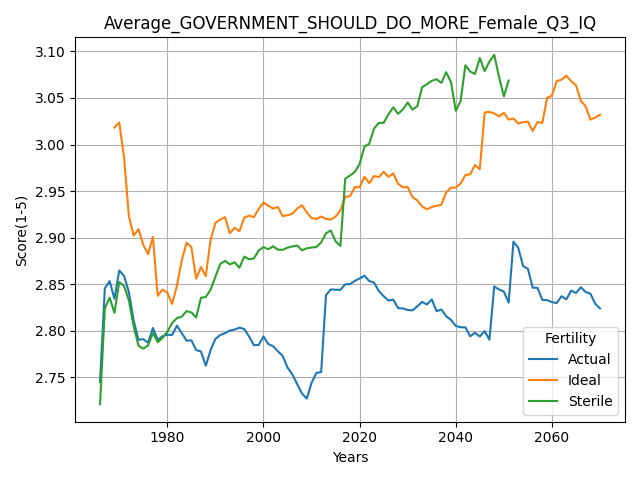 Average_GOVERNMENT_SHOULD_DO_MORE_Female_Q3_IQ
Score(1-5)
3.10
3.05
3.00
2.95
2.90
2.85
2.80
2.75
1980 2000 2020 2040 2060
Years
Fertility
Actual
Ideal
Sterile